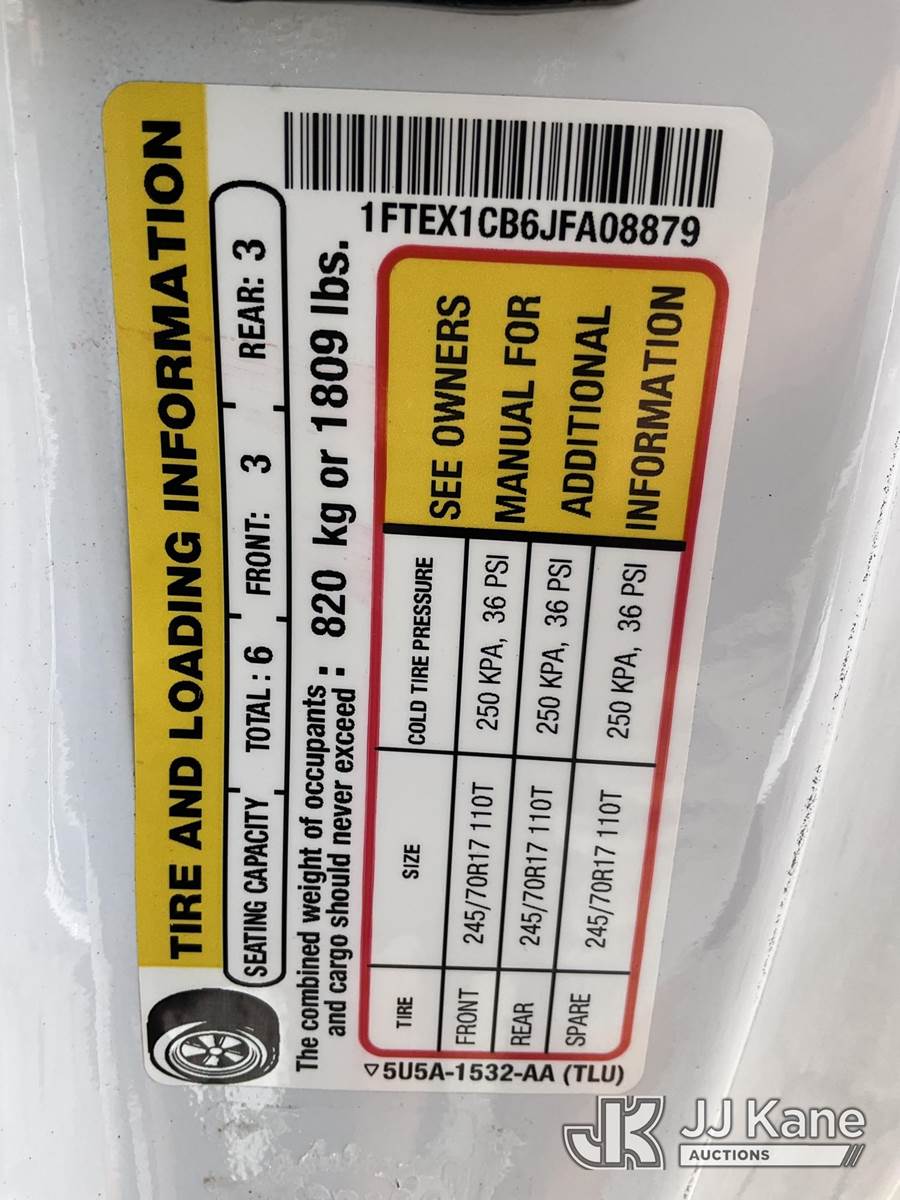 TIRE AND LOADING INFORMATION
SEATING CAPACITY TOTAL : 6 FRONT: 3 REAR: 3
The combined weight of occupants
and cargo should never exceed : 820 kg or 1809 lbs.
TIRE SIZE COLD TIRE PRESSURE
FRONT 245/70R17 110T 250 KPA, 36 PSI
REAR 245/70R17 110T 250 KPA, 36 PSI
SPARE 245/70R17 110T 250 KPA, 36 PSI
SEE OWNERS
MANUAL FOR
ADDITIONAL
INFORMATION
1FTEX1CB6JFA08879
5U5A-1532-AA (TLU)
JK JJ Kane
AUCTIONS